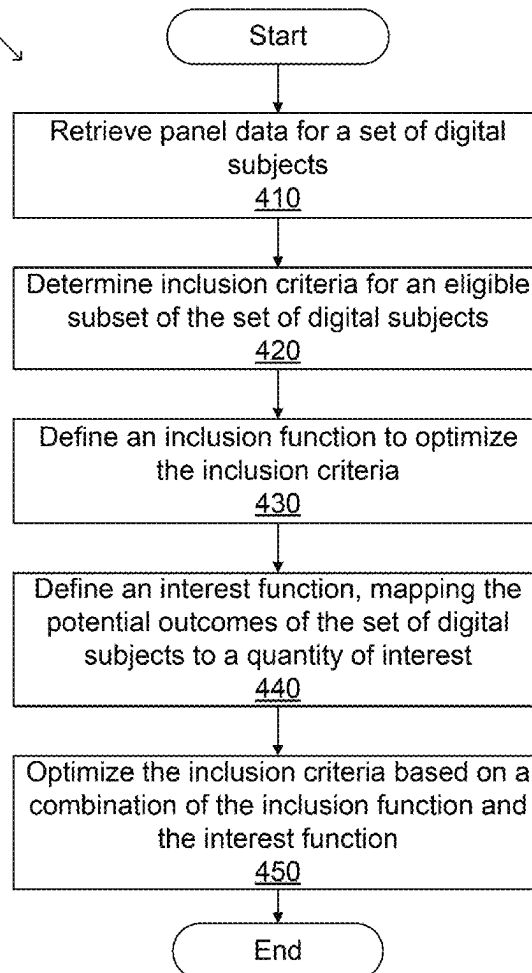 Start
Retrieve panel data for a set of digital
subjects
410
Determine inclusion criteria for an eligible
subset of the set of digital subjects
420
Define an inclusion function to optimize
the inclusion criteria
430
Define an interest function, mapping the
potential outcomes of the set of digital
subjects to a quantity of interest
440
Optimize the inclusion criteria based on a
combination of the inclusion function and
the interest function
450
End